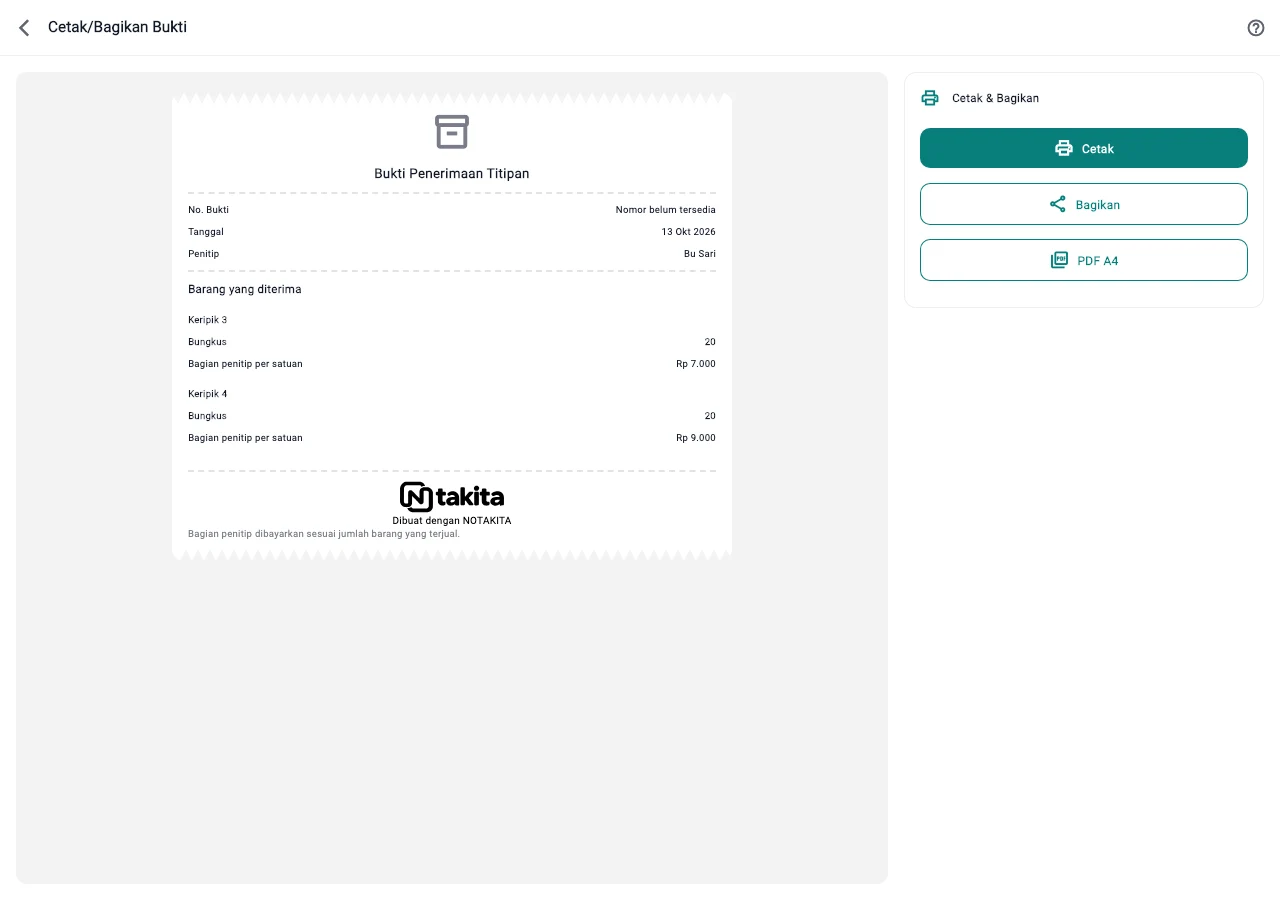 Cetak/Bagikan Bukti
Bukti Penerimaan Titipan
No. Bukti Nomor belum tersedia
Tanggal 13 Okt 2026
Penitip Bu Sari
Barang yang diterima
Keripik 3
Bungkus 20
Bagian penitip per satuan Rp 7.000
Keripik 4
Bungkus 20
Bagian penitip per satuan Rp 9.000
N takita
Dibuat dengan NOTAKITA
Bagian penitip dibayarkan sesuai jumlah barang yang terjual.
Cetak & Bagikan
Cetak
Bagikan
PDF PDF A4